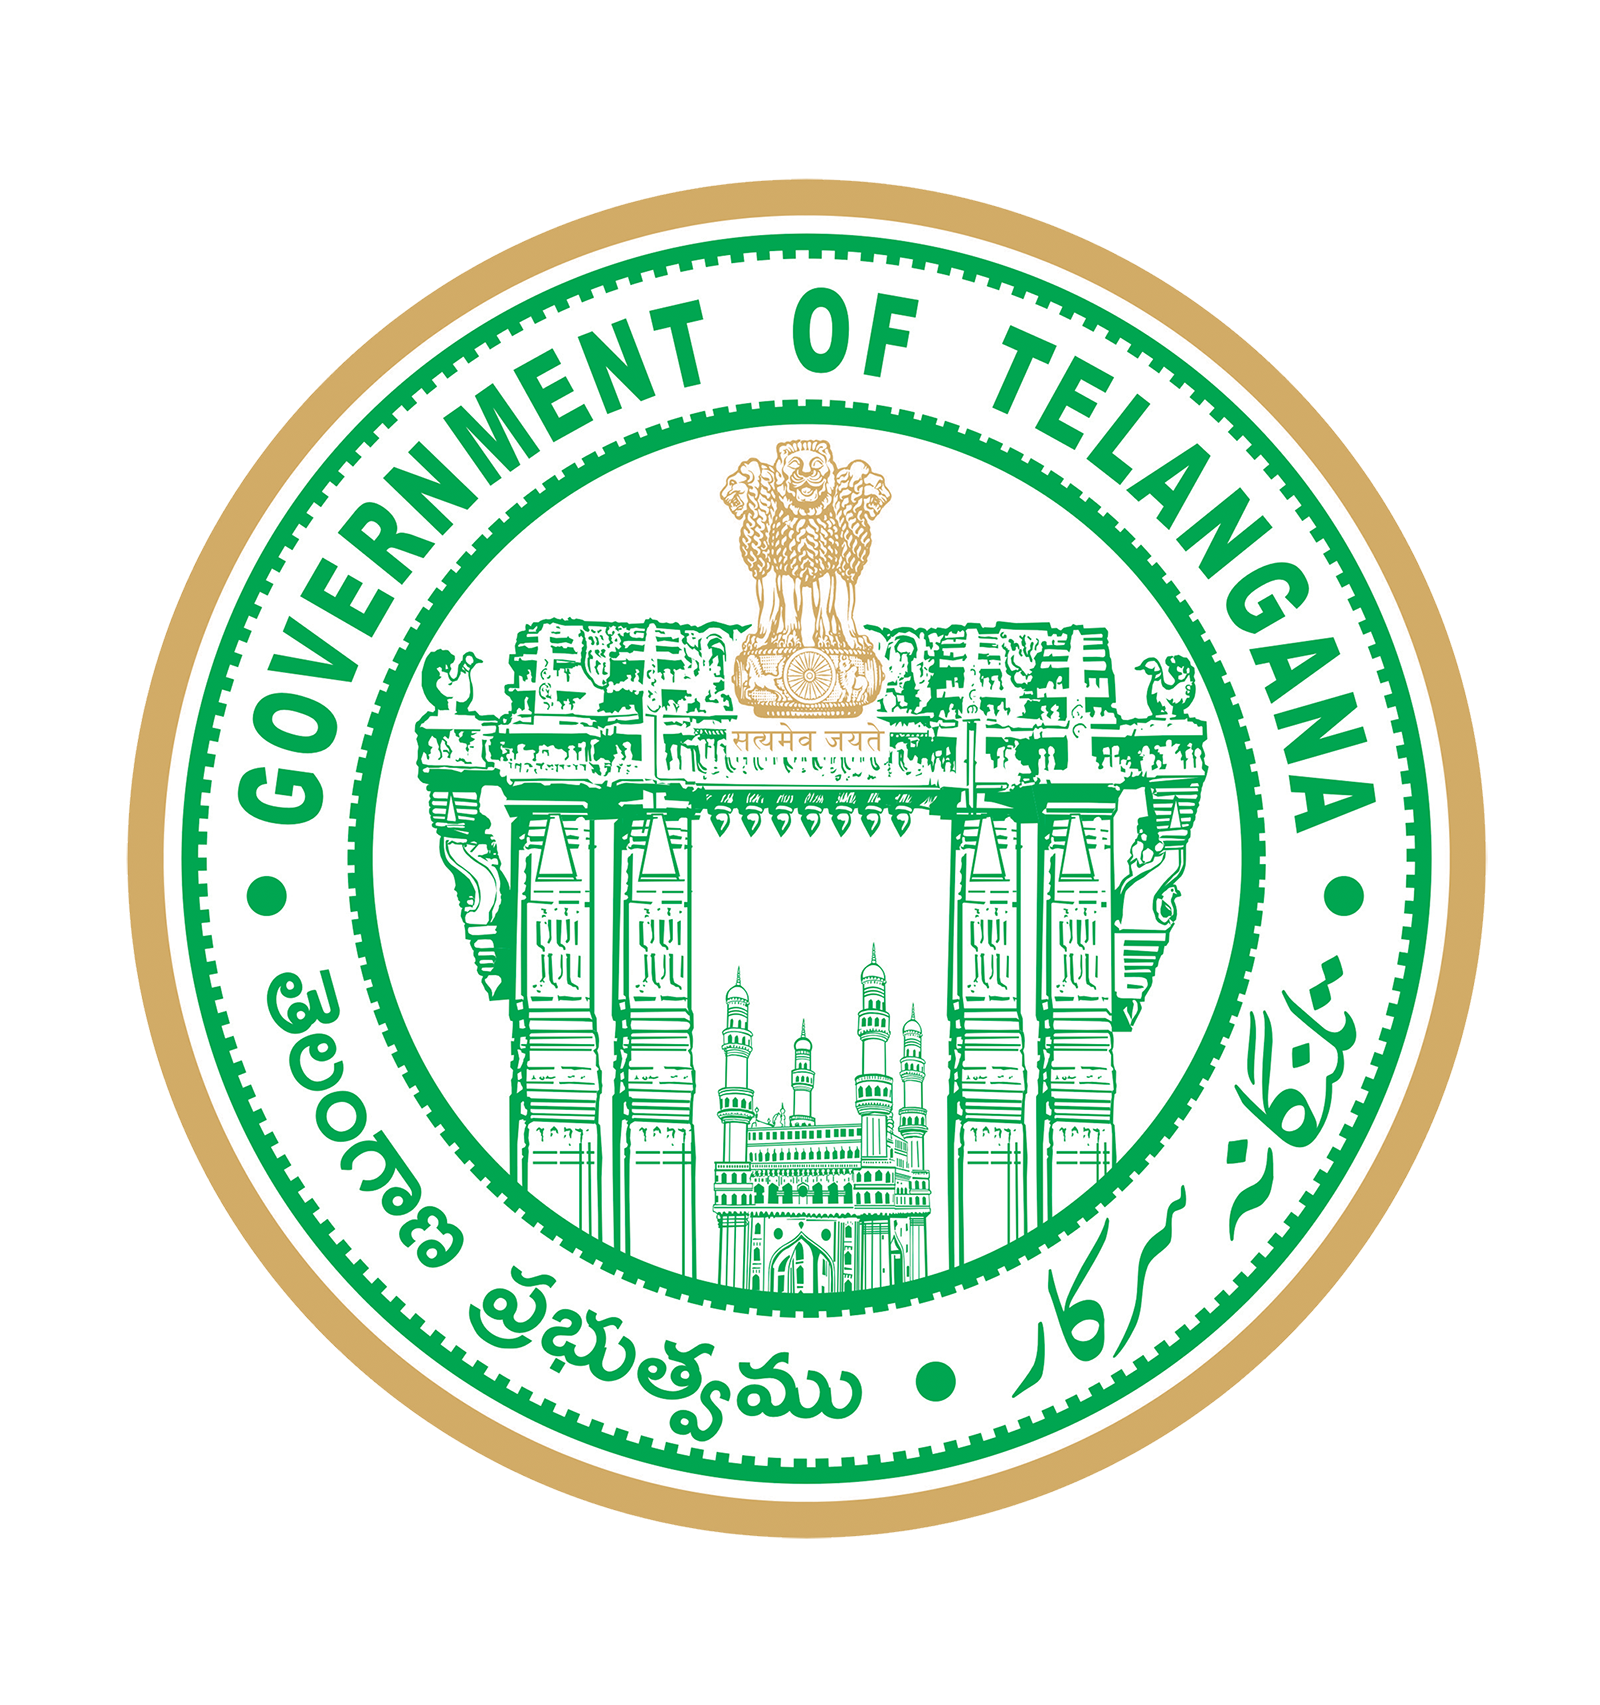 GOVERNMENT OF TELANGANA
सत्यमेव जयते
తెలంగాణ ప్రభుత్వము
تلنگانہ سرکار